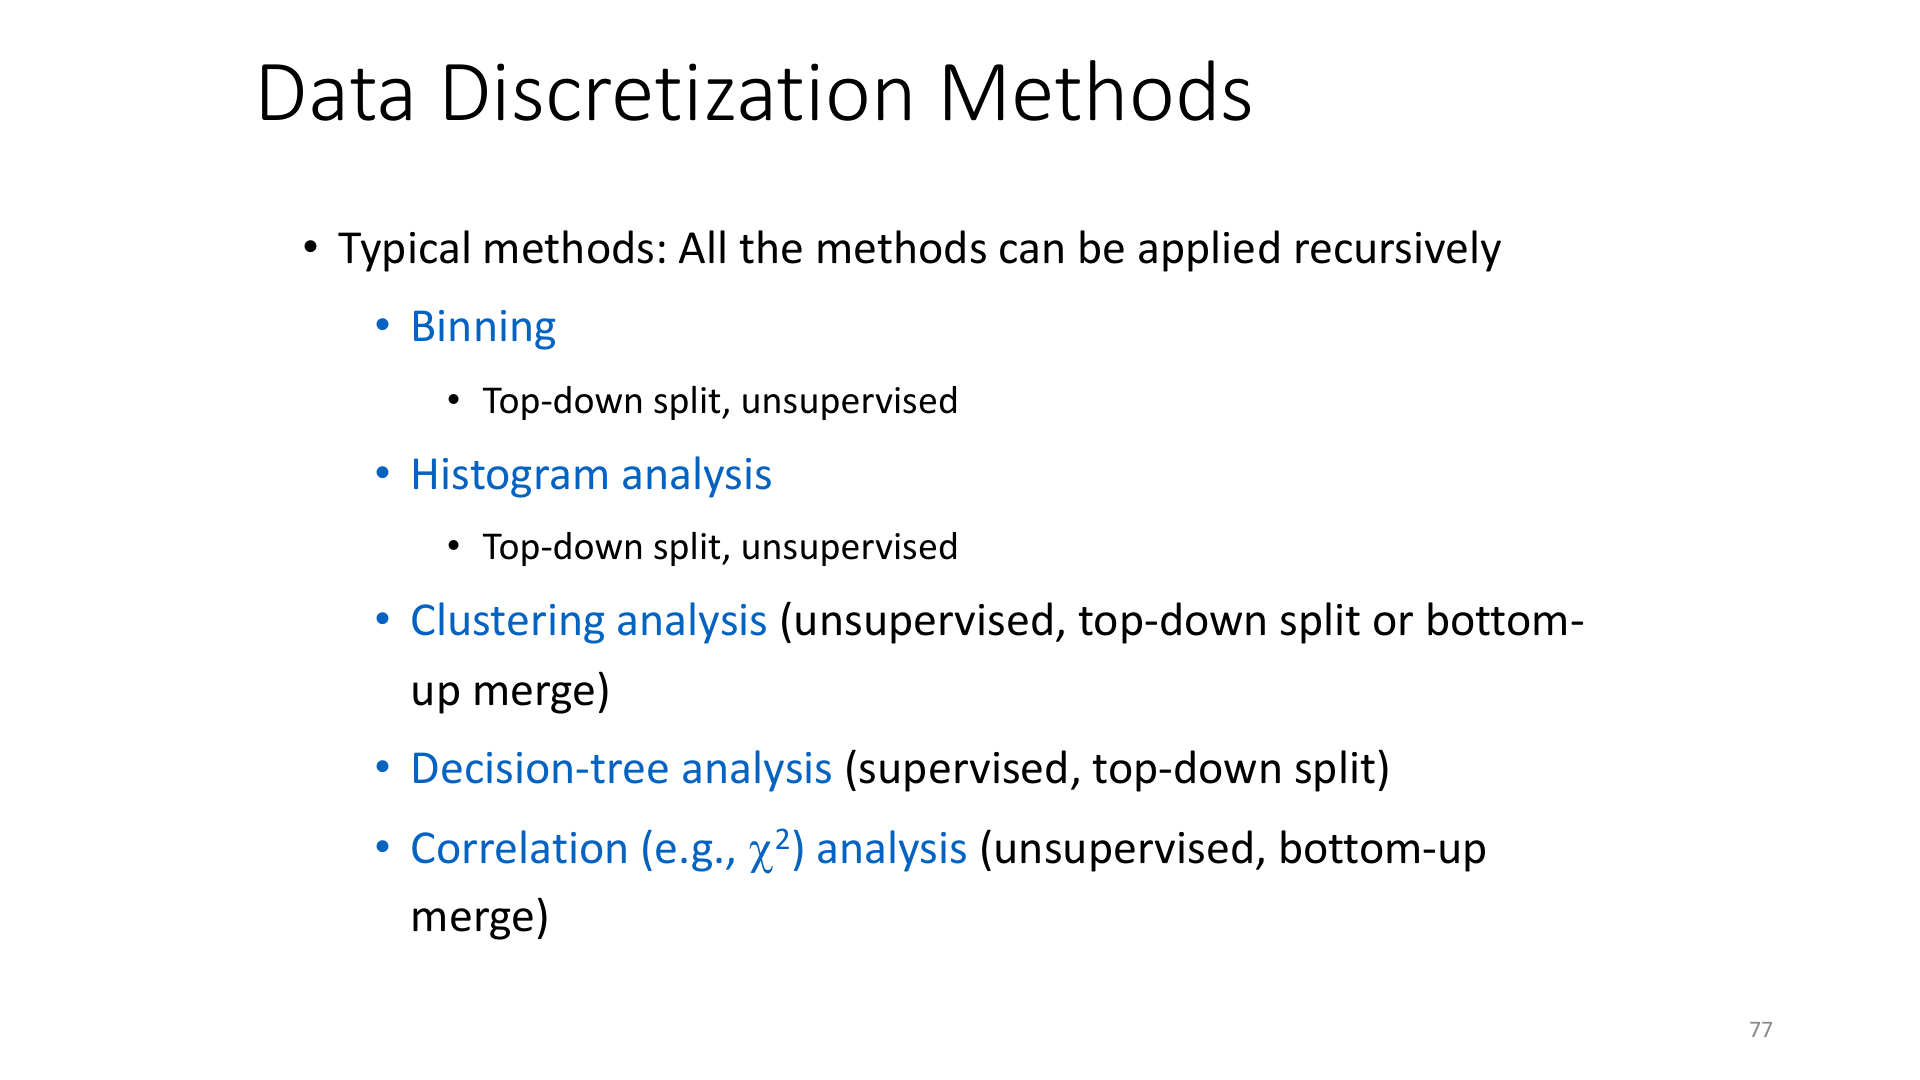 Data Discretization Methods
• Typical methods: All the methods can be applied recursively
• Binning
• Top-down split, unsupervised
• Histogram analysis
• Top-down split, unsupervised
• Clustering analysis (unsupervised, top-down split or bottom-
up merge)
• Decision-tree analysis (supervised, top-down split)
• Correlation (e.g., χ²) analysis (unsupervised, bottom-up
merge)
77